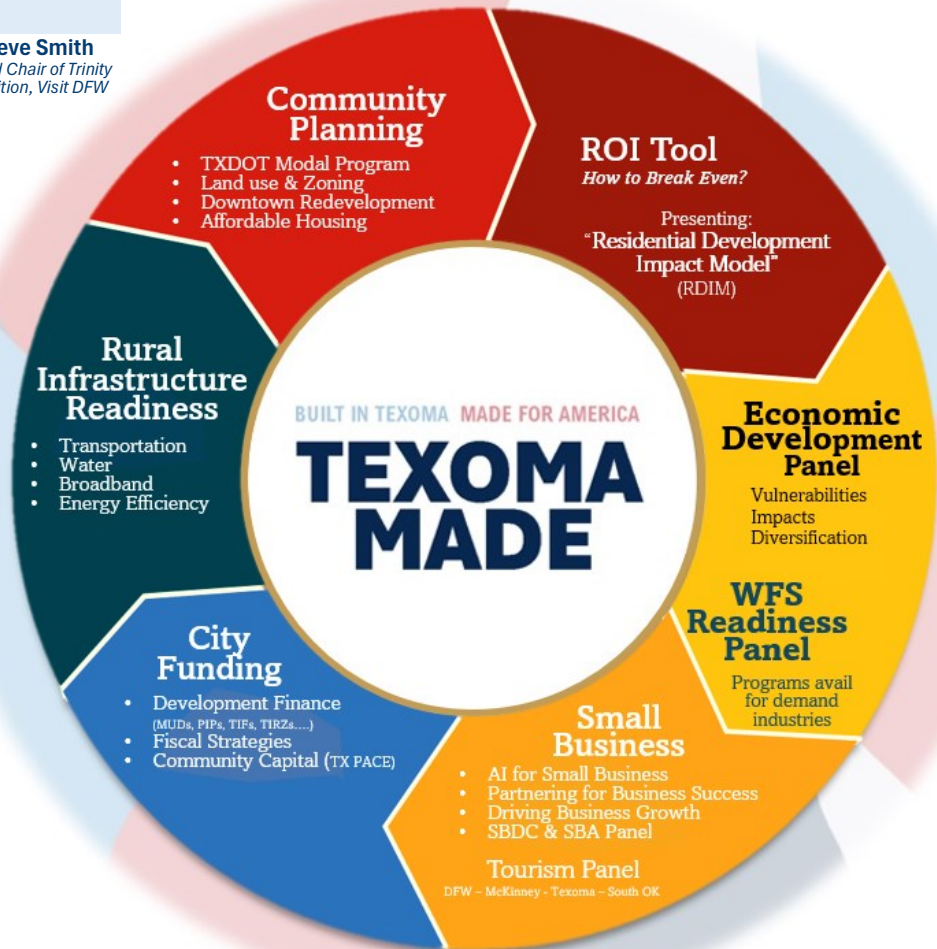 eve Smith
Chair of Trinity
ition, Visit DFW
Community
Planning
• TXDOT Modal Program
• Land use & Zoning
• Downtown Redevelopment
• Affordable Housing
ROI Tool
How to Break Even?
Presenting:
“Residential Development
Impact Model”
(RDIM)
Rural
Infrastructure
Readiness
• Transportation
• Water
• Broadband
• Energy Efficiency
BUILT IN TEXOMA MADE FOR AMERICA
TEXOMA
MADE
Economic
Development
Panel
Vulnerabilities
Impacts
Diversification
WFS
Readiness
Panel
Programs avail
for demand
industries
City
Funding
• Development Finance
(MUDs, PIPs, TIFs, TIRZs....)
• Fiscal Strategies
• Community Capital (TX PACE)
Small
Business
• AI for Small Business
• Partnering for Business Success
• Driving Business Growth
• SBDC & SBA Panel
Tourism Panel
DFW – McKinney - Texoma – South OK